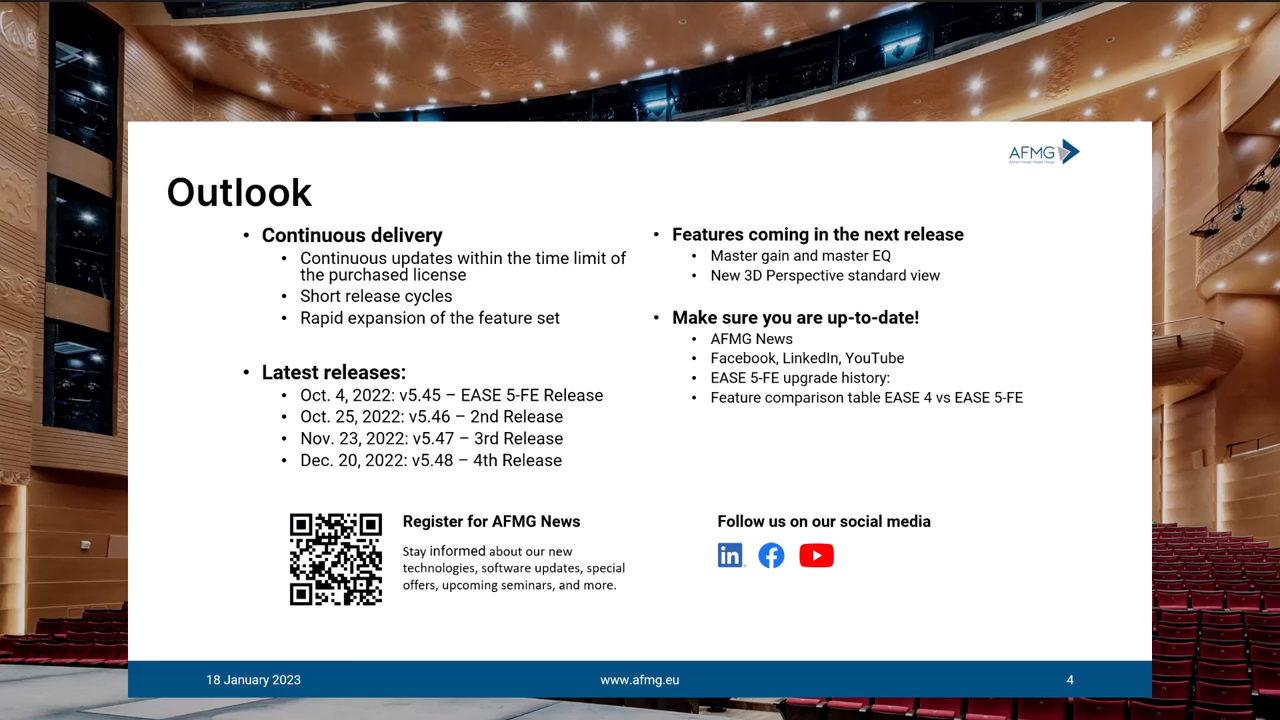 AFMG
Outlook
• Continuous delivery
• Continuous updates within the time limit of
the purchased license
• Short release cycles
• Rapid expansion of the feature set
• Latest releases:
• Oct. 4, 2022: v5.45 – EASE 5-FE Release
• Oct. 25, 2022: v5.46 – 2nd Release
• Nov. 23, 2022: v5.47 – 3rd Release
• Dec. 20, 2022: v5.48 – 4th Release
• Features coming in the next release
• Master gain and master EQ
• New 3D Perspective standard view
• Make sure you are up-to-date!
• AFMG News
• Facebook, LinkedIn, YouTube
• EASE 5-FE upgrade history:
• Feature comparison table EASE 4 vs EASE 5-FE
Register for AFMG News
Stay informed about our new
technologies, software updates, special
offers, upcoming seminars, and more.
Follow us on our social media
in
18 January 2023
www.afmg.eu
4